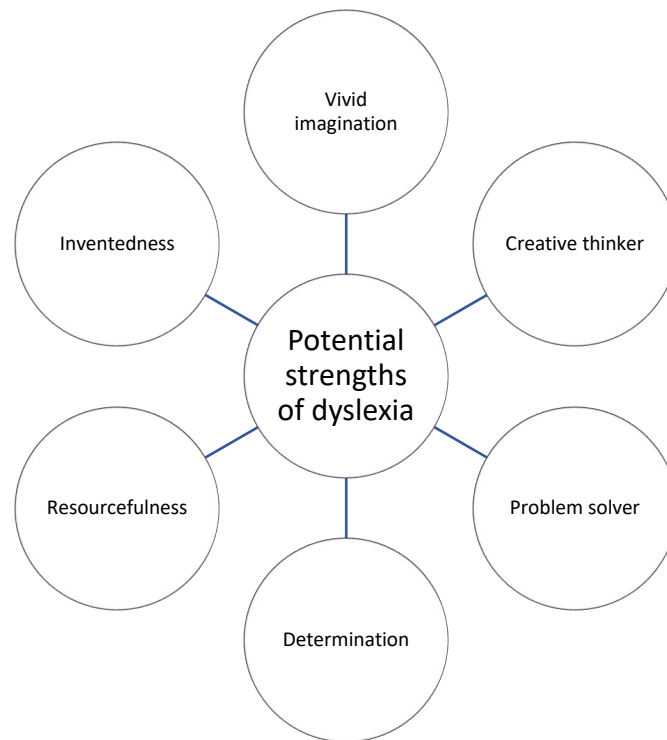 Vivid
imagination
Inventedness
Creative thinker
Potential
strengths
of dyslexia
Resourcefulness
Problem solver
Determination